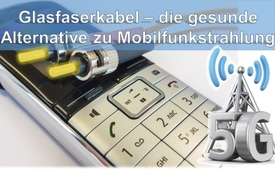 Glasfaserkabel – die gesunde
Alternative zu Mobilfunkstrahlung
5G